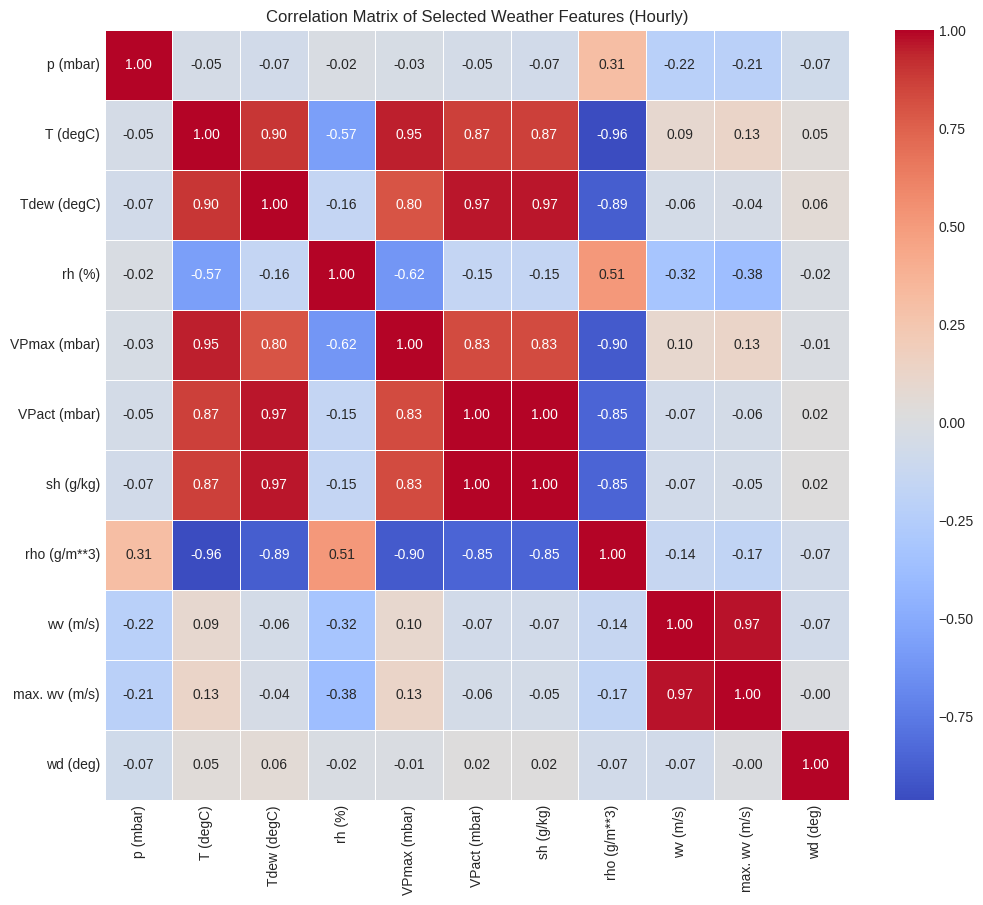 Correlation Matrix of Selected Weather Features (Hourly)
p (mbar) 1.00 -0.05 -0.07 -0.02 -0.03 -0.05 -0.07 0.31 -0.22 -0.21 -0.07
T (degC) -0.05 1.00 0.90 -0.57 0.95 0.87 0.87 -0.96 0.09 0.13 0.05
Tdew (degC) -0.07 0.90 1.00 -0.16 0.80 0.97 0.97 -0.89 -0.06 -0.04 0.06
rh (%) -0.02 -0.57 -0.16 1.00 -0.62 -0.15 -0.15 0.51 -0.32 -0.38 -0.02
VPmax (mbar) -0.03 0.95 0.80 -0.62 1.00 0.83 0.83 -0.90 0.10 0.13 -0.01
VPact (mbar) -0.05 0.87 0.97 -0.15 0.83 1.00 1.00 -0.85 -0.07 -0.06 0.02
sh (g/kg) -0.07 0.87 0.97 -0.15 0.83 1.00 1.00 -0.85 -0.07 -0.05 0.02
rho (g/m**3) 0.31 -0.96 -0.89 0.51 -0.90 -0.85 -0.85 1.00 -0.14 -0.17 -0.07
wv (m/s) -0.22 0.09 -0.06 -0.32 0.10 -0.07 -0.07 -0.14 1.00 0.97 -0.07
max. wv (m/s) -0.21 0.13 -0.04 -0.38 0.13 -0.06 -0.05 -0.17 0.97 1.00 -0.00
wd (deg) -0.07 0.05 0.06 -0.02 -0.01 0.02 0.02 -0.07 -0.07 -0.00 1.00
p (mbar)
T (degC)
Tdew (degC)
rh (%)
VPmax (mbar)
VPact (mbar)
sh (g/kg)
rho (g/m**3)
wv (m/s)
max. wv (m/s)
wd (deg)
1.00
0.75
0.50
0.25
0.00
-0.25
-0.50
-0.75